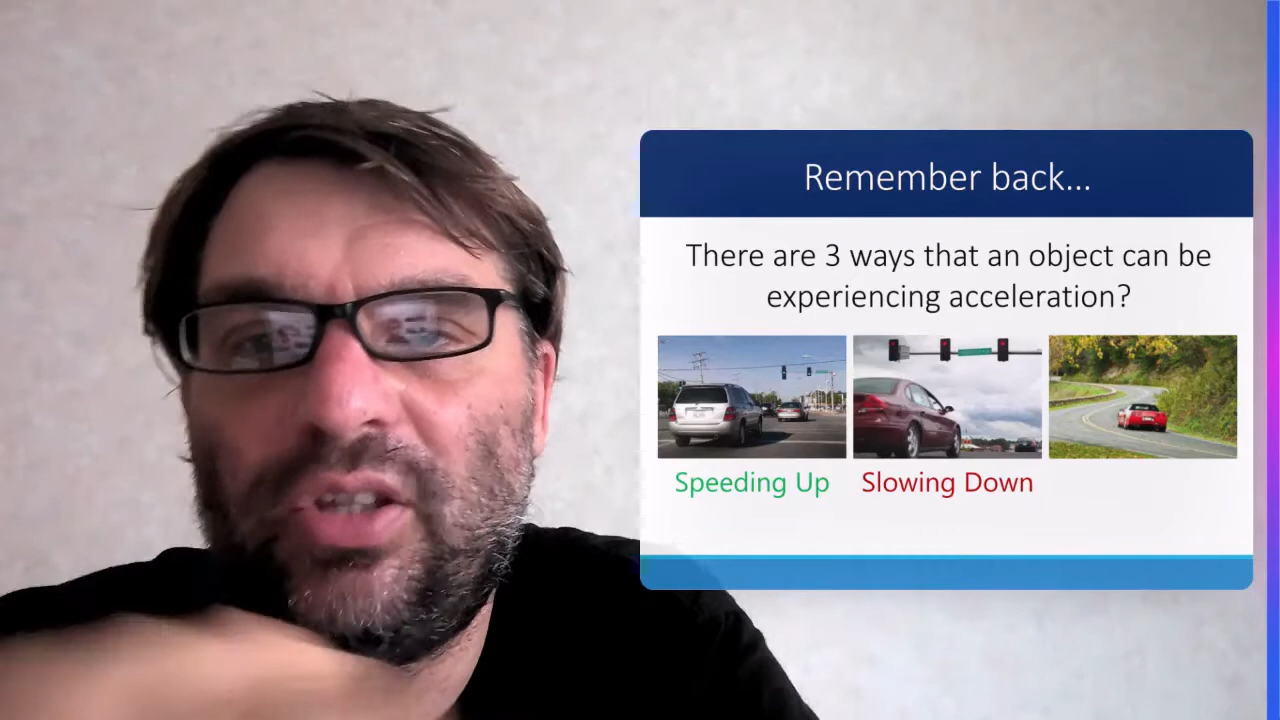 Remember back...
There are 3 ways that an object can be
experiencing acceleration?
Speeding Up
Slowing Down